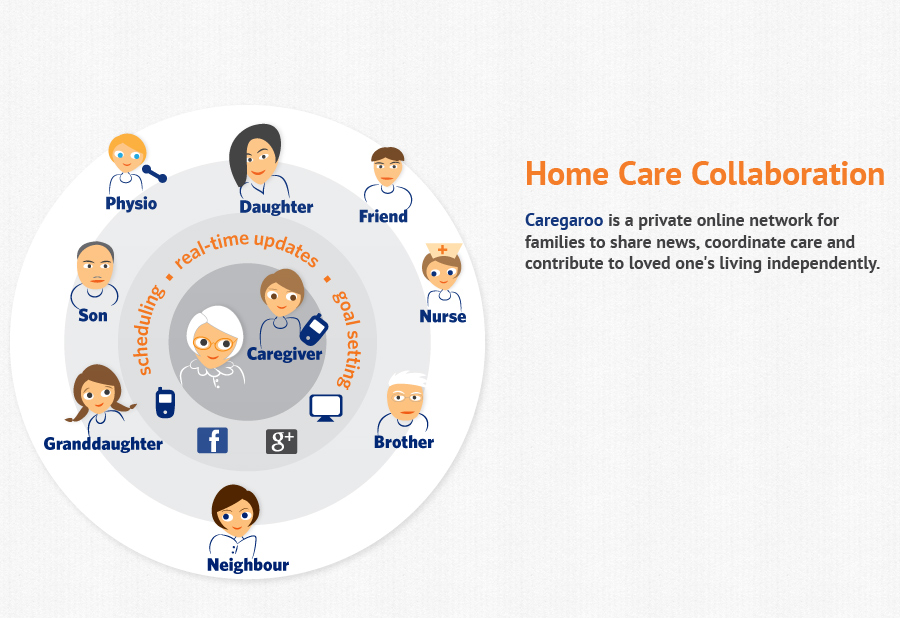 Home Care Collaboration
Caregaroo is a private online network for
families to share news, coordinate care and
contribute to loved one's living independently.
Physio
Daughter
Friend
scheduling • real-time updates • goal setting
Son
Nurse
Caregiver
Granddaughter
Brother
f
g+
Neighbour